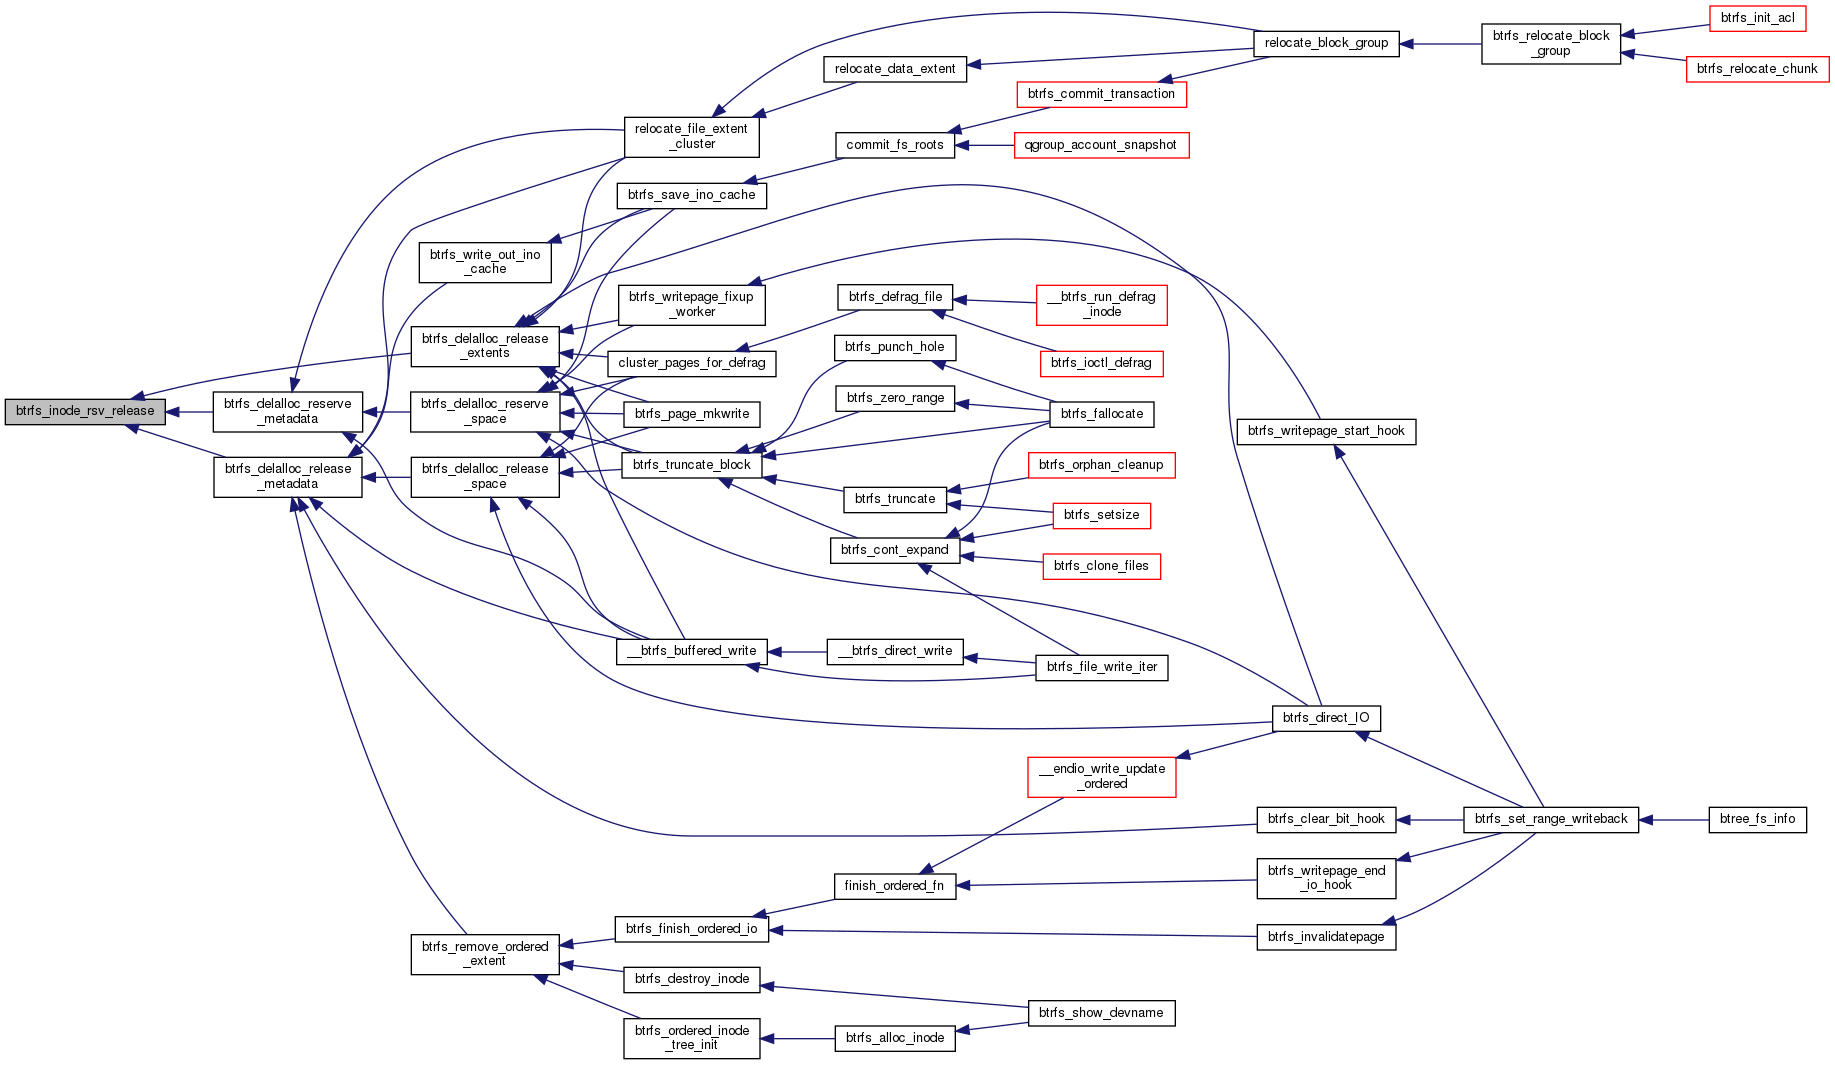 btrfs_inode_rsv_release
btrfs_delalloc_release
_extents
btrfs_delalloc_reserve
_metadata
btrfs_delalloc_release
_metadata
btrfs_delalloc_reserve
_space
btrfs_delalloc_release
_space
btrfs_write_out_ino
_cache
btrfs_remove_ordered
_extent
relocate_file_extent
_cluster
btrfs_save_ino_cache
btrfs_writepage_fixup
_worker
cluster_pages_for_defrag
btrfs_page_mkwrite
btrfs_truncate_block
__btrfs_buffered_write
btrfs_finish_ordered_io
btrfs_destroy_inode
btrfs_ordered_inode
_tree_init
relocate_data_extent
commit_fs_roots
btrfs_defrag_file
btrfs_punch_hole
btrfs_zero_range
btrfs_truncate
btrfs_cont_expand
__btrfs_direct_write
finish_ordered_fn
btrfs_alloc_inode
btrfs_commit_transaction
qgroup_account_snapshot
__btrfs_run_defrag
_inode
btrfs_ioctl_defrag
btrfs_fallocate
btrfs_orphan_cleanup
btrfs_setsize
btrfs_clone_files
btrfs_file_write_iter
__endio_write_update
_ordered
btrfs_show_devname
relocate_block_group
btrfs_writepage_start_hook
btrfs_direct_IO
btrfs_clear_bit_hook
btrfs_writepage_end
_io_hook
btrfs_invalidatepage
btrfs_relocate_block
_group
btrfs_set_range_writeback
btrfs_init_acl
btrfs_relocate_chunk
btree_fs_info